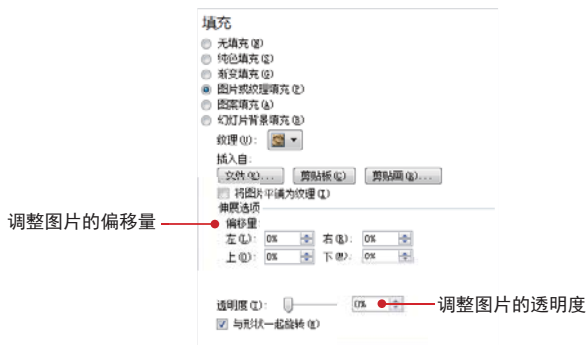 填充
无填充(N)
纯色填充(S)
渐变填充(G)
图片或纹理填充(P)
图案填充(A)
幻灯片背景填充(B)
纹理(U):
插入自:
文件(F)... 剪贴板(C) 剪贴画(R)...
将图片平铺为纹理(I)
伸展选项
偏移量:
调整图片的偏移量
左(L): 0% 右(R): 0%
上(O): 0% 下(M): 0%
透明度(T): 0% 调整图片的透明度
与形状一起旋转(W)